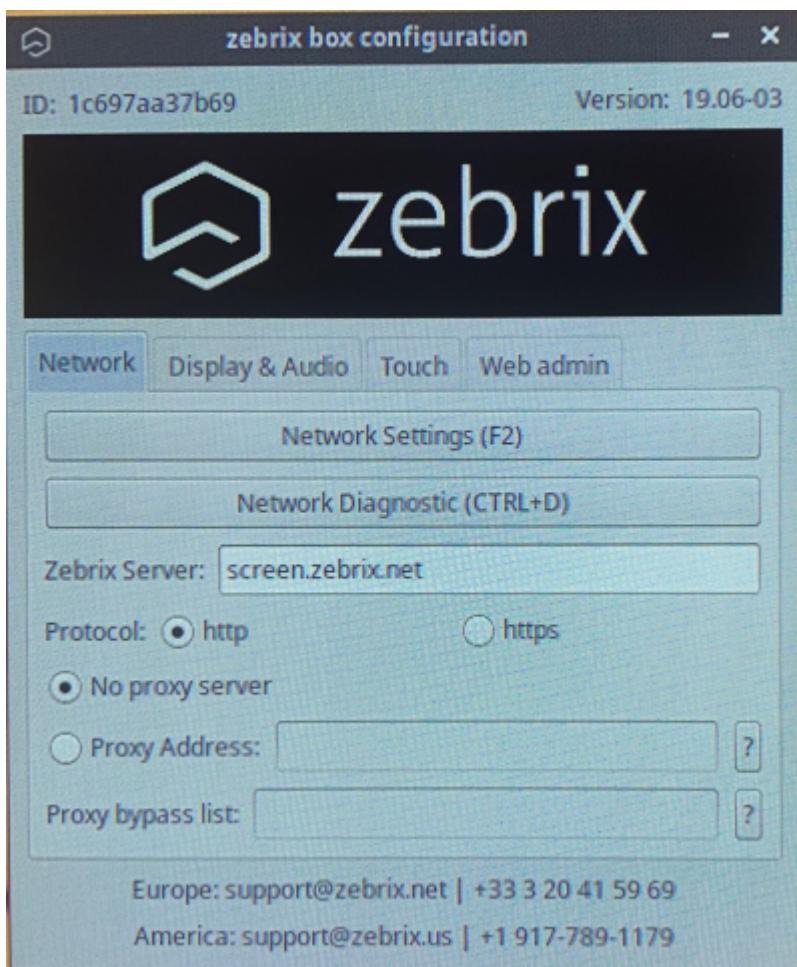 zebrix box configuration
ID: 1c697aa37b69 Version: 19.06-03
zebrix
Network Display & Audio Touch Web admin
Network Settings (F2)
Network Diagnostic (CTRL+D)
Zebrix Server: screen.zebrix.net
Protocol: http https
No proxy server
Proxy Address: ?
Proxy bypass list: ?
Europe: support@zebrix.net | +33 3 20 41 59 69
America: support@zebrix.us | +1 917-789-1179